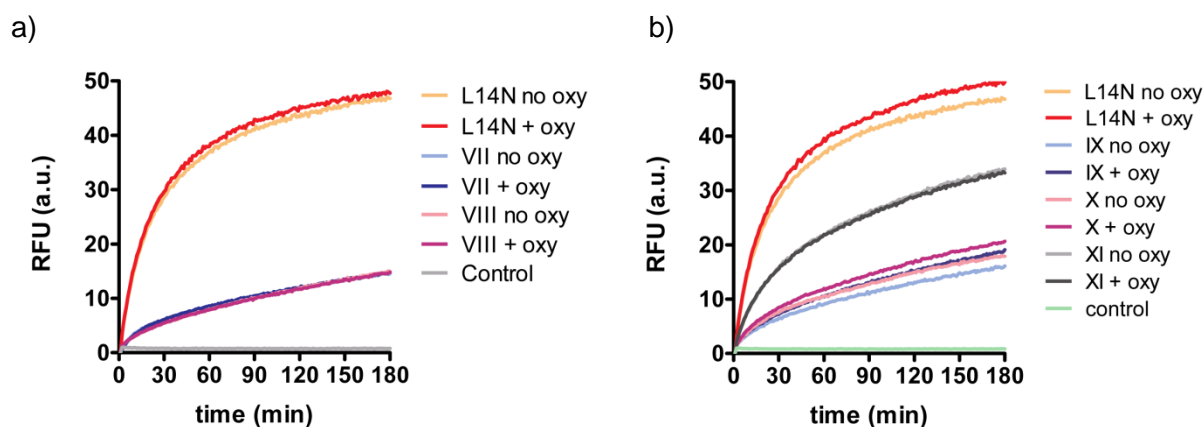 a)
RFU (a.u.)
50
40
30
20
10
0
0 30 60 90 120 150 180
time (min)
L14N no oxy
L14N + oxy
VII no oxy
VII + oxy
VIII no oxy
VIII + oxy
Control
b)
RFU (a.u.)
50
40
30
20
10
0
0 30 60 90 120 150 180
time (min)
L14N no oxy
L14N + oxy
IX no oxy
IX + oxy
X no oxy
X + oxy
XI no oxy
XI + oxy
control